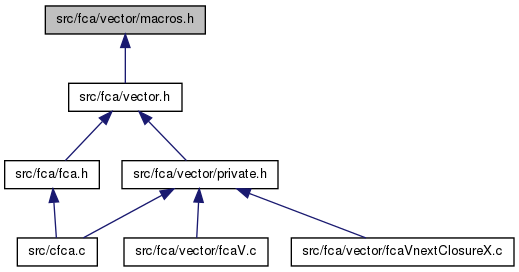 src/fca/vector/macros.h
src/fca/vector.h
src/fca/fca.h
src/fca/vector/private.h
src/cfca.c
src/fca/vector/fcaV.c
src/fca/vector/fcaVnextClosureX.c